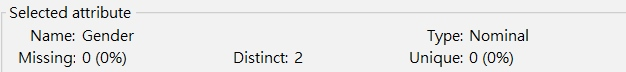 Selected attribute
Name: Gender Type: Nominal
Missing: 0 (0%) Distinct: 2 Unique: 0 (0%)